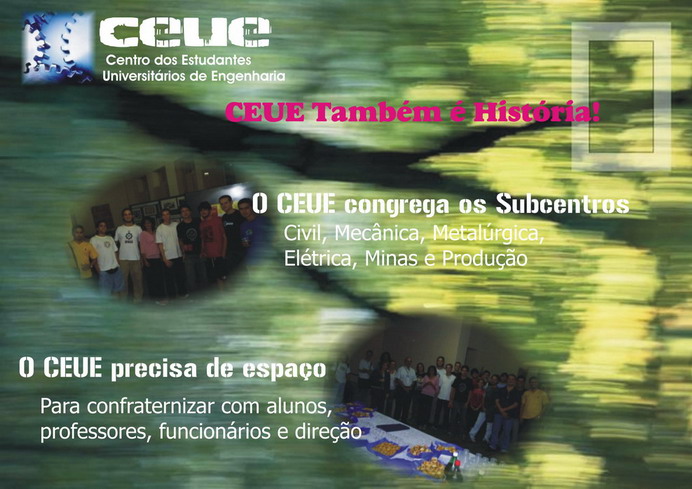 CEUE
Centro dos Estudantes
Universitários de Engenharia
CEUE Também é História!
O CEUE congrega os Subcentros
Civil, Mecânica, Metalúrgica,
Elétrica, Minas e Produção
O CEUE precisa de espaço
Para confraternizar com alunos,
professores, funcionários e direção